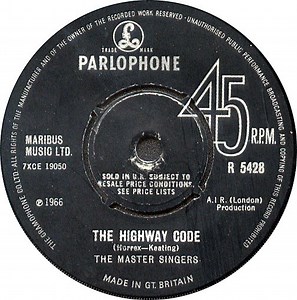 ALL RIGHTS OF THE MANUFACTURER AND OF THE OWNER OF THE RECORDED WORK RESERVED · UNAUTHORISED PUBLIC PERFORMANCE BROADCASTING AND COPYING OF THIS RECORD PROHIBITED
THE GRAMOPHONE CO. LTD.
TRADE MARK
PARLOPHONE
45
R.P.M.
MARIBUS
MUSIC LTD.
7XCE 19050
SOLD IN U.K. SUBJECT TO
RESALE PRICE CONDITIONS,
SEE PRICE LISTS
R 5428
℗1966
A.I.R. (London)
Production
THE HIGHWAY CODE
(Horrex—Keating)
THE MASTER SINGERS
MADE IN GT. BRITAIN